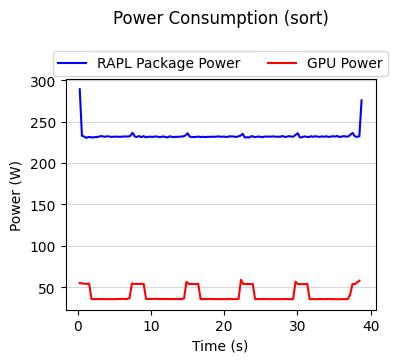 Power Consumption (sort)
RAPL Package Power GPU Power
300
250
200
150
100
50
Power (W)
0 10 20 30 40
Time (s)